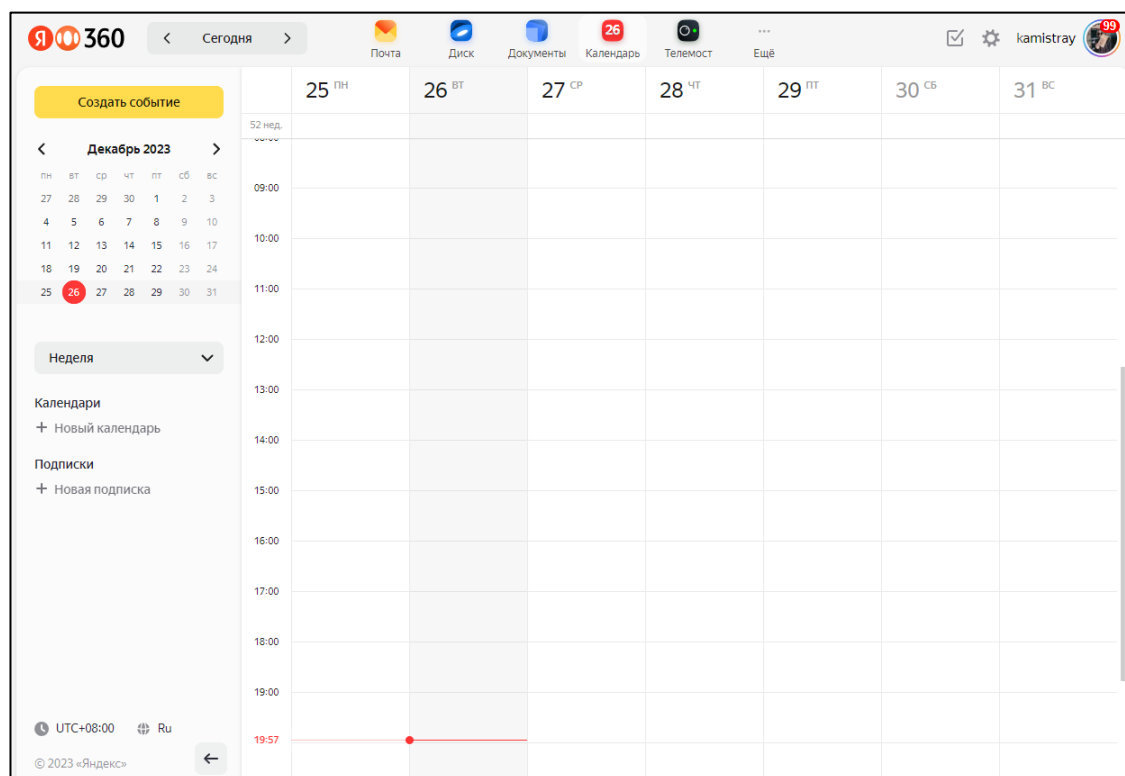 Я 360
Сегодня
Почта
Диск
Документы
26
Календарь
Телемост
Ещё
kamistray
99
Создать событие
Декабрь 2023
пн вт ср чт пт сб вс
27 28 29 30 1 2 3
4 5 6 7 8 9 10
11 12 13 14 15 16 17
18 19 20 21 22 23 24
25 26 27 28 29 30 31
Неделя
Календари
+ Новый календарь
Подписки
+ Новая подписка
UTC+08:00 Ru
© 2023 «Яндекс»
25 ПН 26 ВТ 27 СР 28 ЧТ 29 ПТ 30 СБ 31 ВС
52 нед.
09:00
10:00
11:00
12:00
13:00
14:00
15:00
16:00
17:00
18:00
19:00
19:57